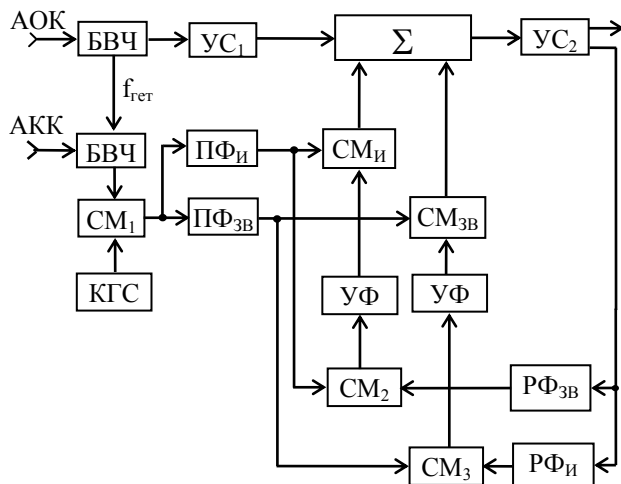 АОК
БВЧ
УС₁
Σ
УС₂
fгет
АКК
БВЧ
ПФИ
СМИ
СМ₁
ПФЗВ
СМЗВ
КГС
УФ
УФ
СМ₂
РФЗВ
СМ₃
РФИ